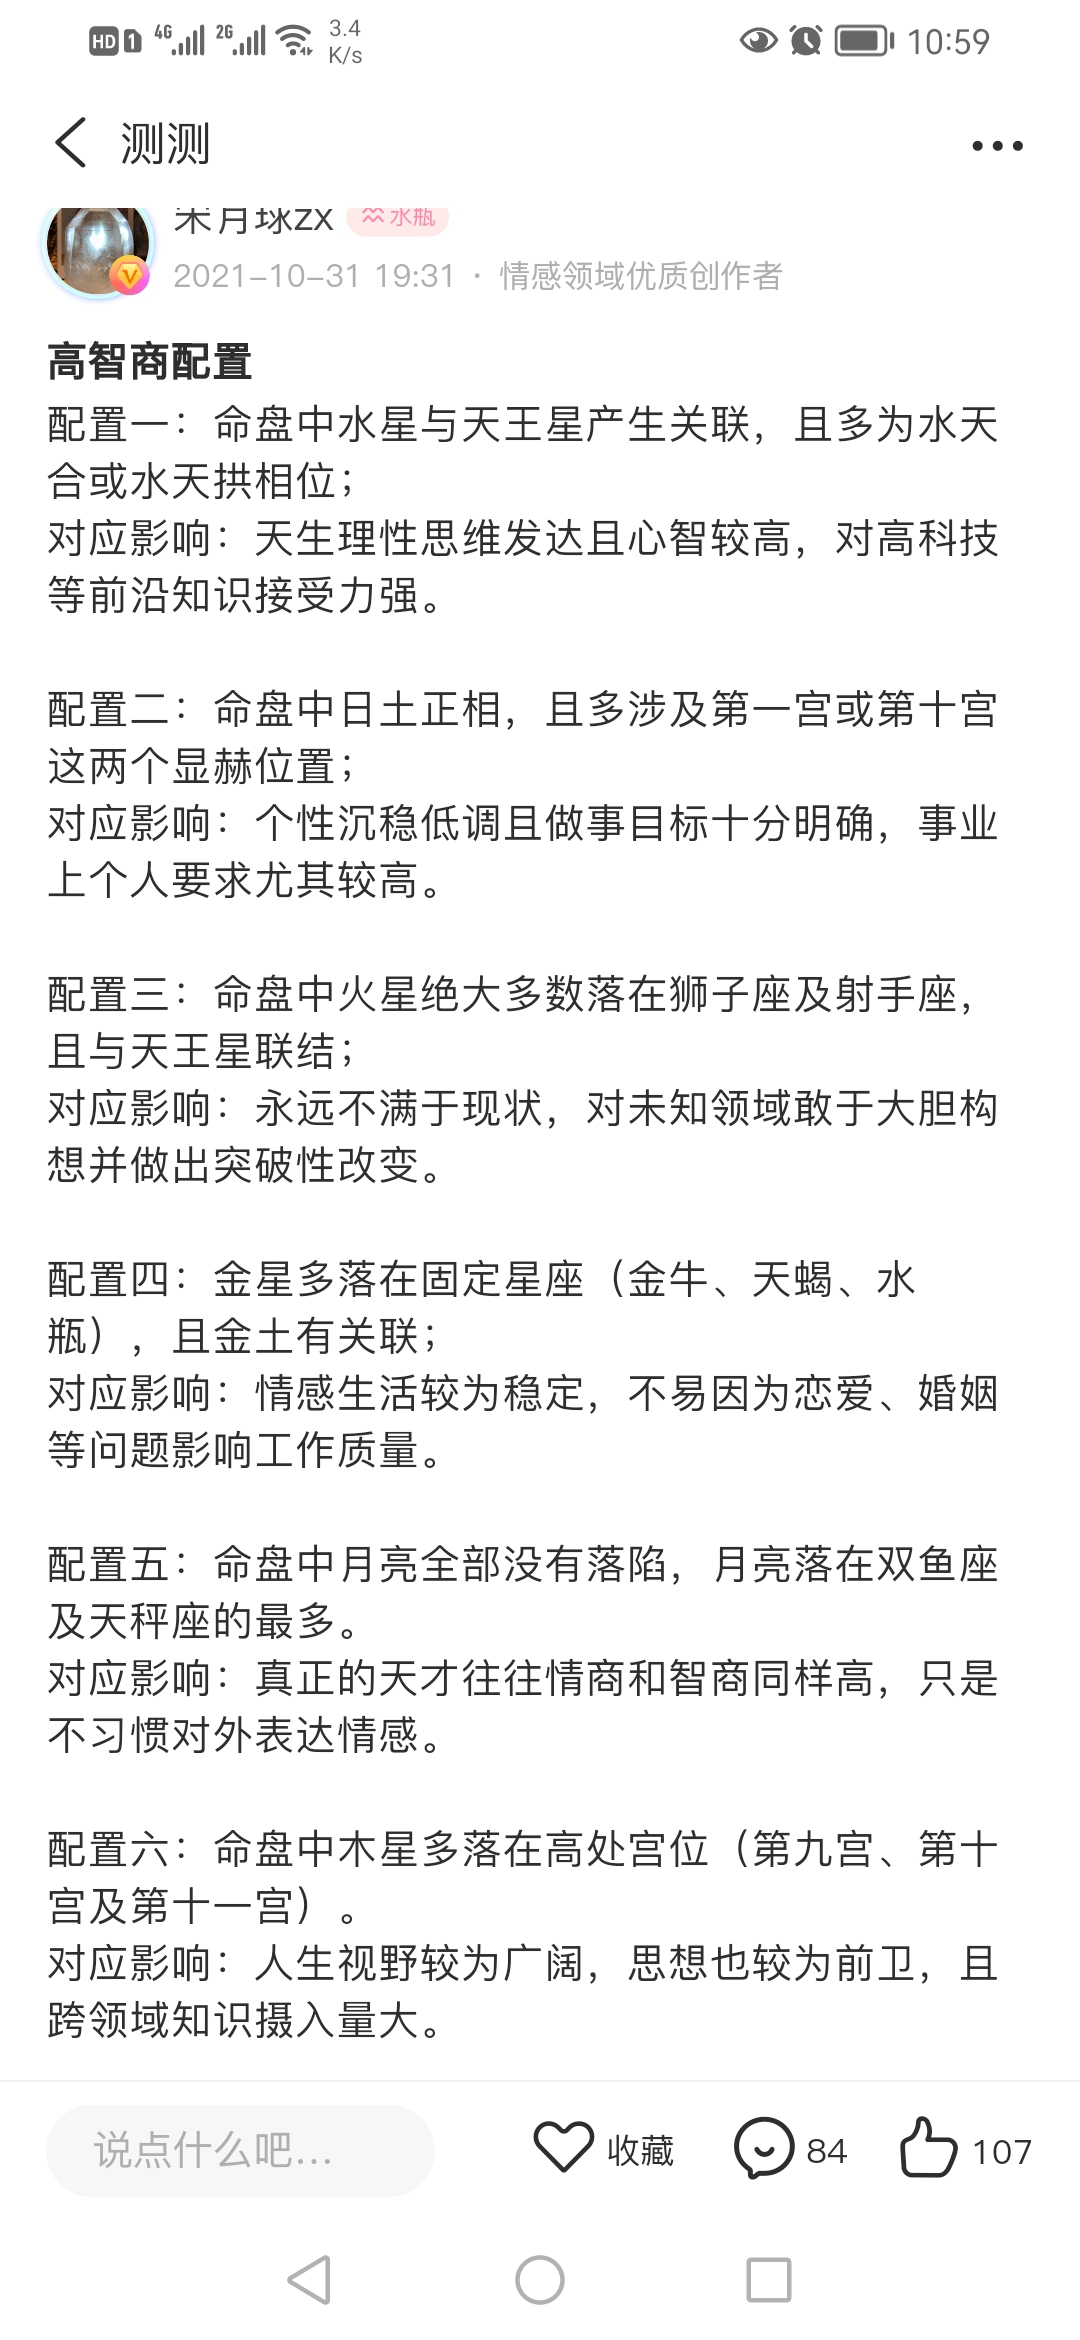 HD 1 4G 2G 3.4 K/s 10:59
测测
月球zx 水瓶
2021-10-31 19:31 · 情感领域优质创作者
高智商配置
配置一：命盘中水星与天王星产生关联，且多为水天
合或水天拱相位；
对应影响：天生理性思维发达且心智较高，对高科技
等前沿知识接受力强。
配置二：命盘中日土正相，且多涉及第一宫或第十宫
这两个显赫位置；
对应影响：个性沉稳低调且做事目标十分明确，事业
上个人要求尤其较高。
配置三：命盘中火星绝大多数落在狮子座及射手座，
且与天王星联结；
对应影响：永远不满于现状，对未知领域敢于大胆构
想并做出突破性改变。
配置四：金星多落在固定星座（金牛、天蝎、水
瓶），且金土有关联；
对应影响：情感生活较为稳定，不易因为恋爱、婚姻
等问题影响工作质量。
配置五：命盘中月亮全部没有落陷，月亮落在双鱼座
及天秤座的最多。
对应影响：真正的天才往往情商和智商同样高，只是
不习惯对外表达情感。
配置六：命盘中木星多落在高处宫位（第九宫、第十
宫及第十一宫）。
对应影响：人生视野较为广阔，思想也较为前卫，且
跨领域知识摄入量大。
说点什么吧... 收藏 84 107